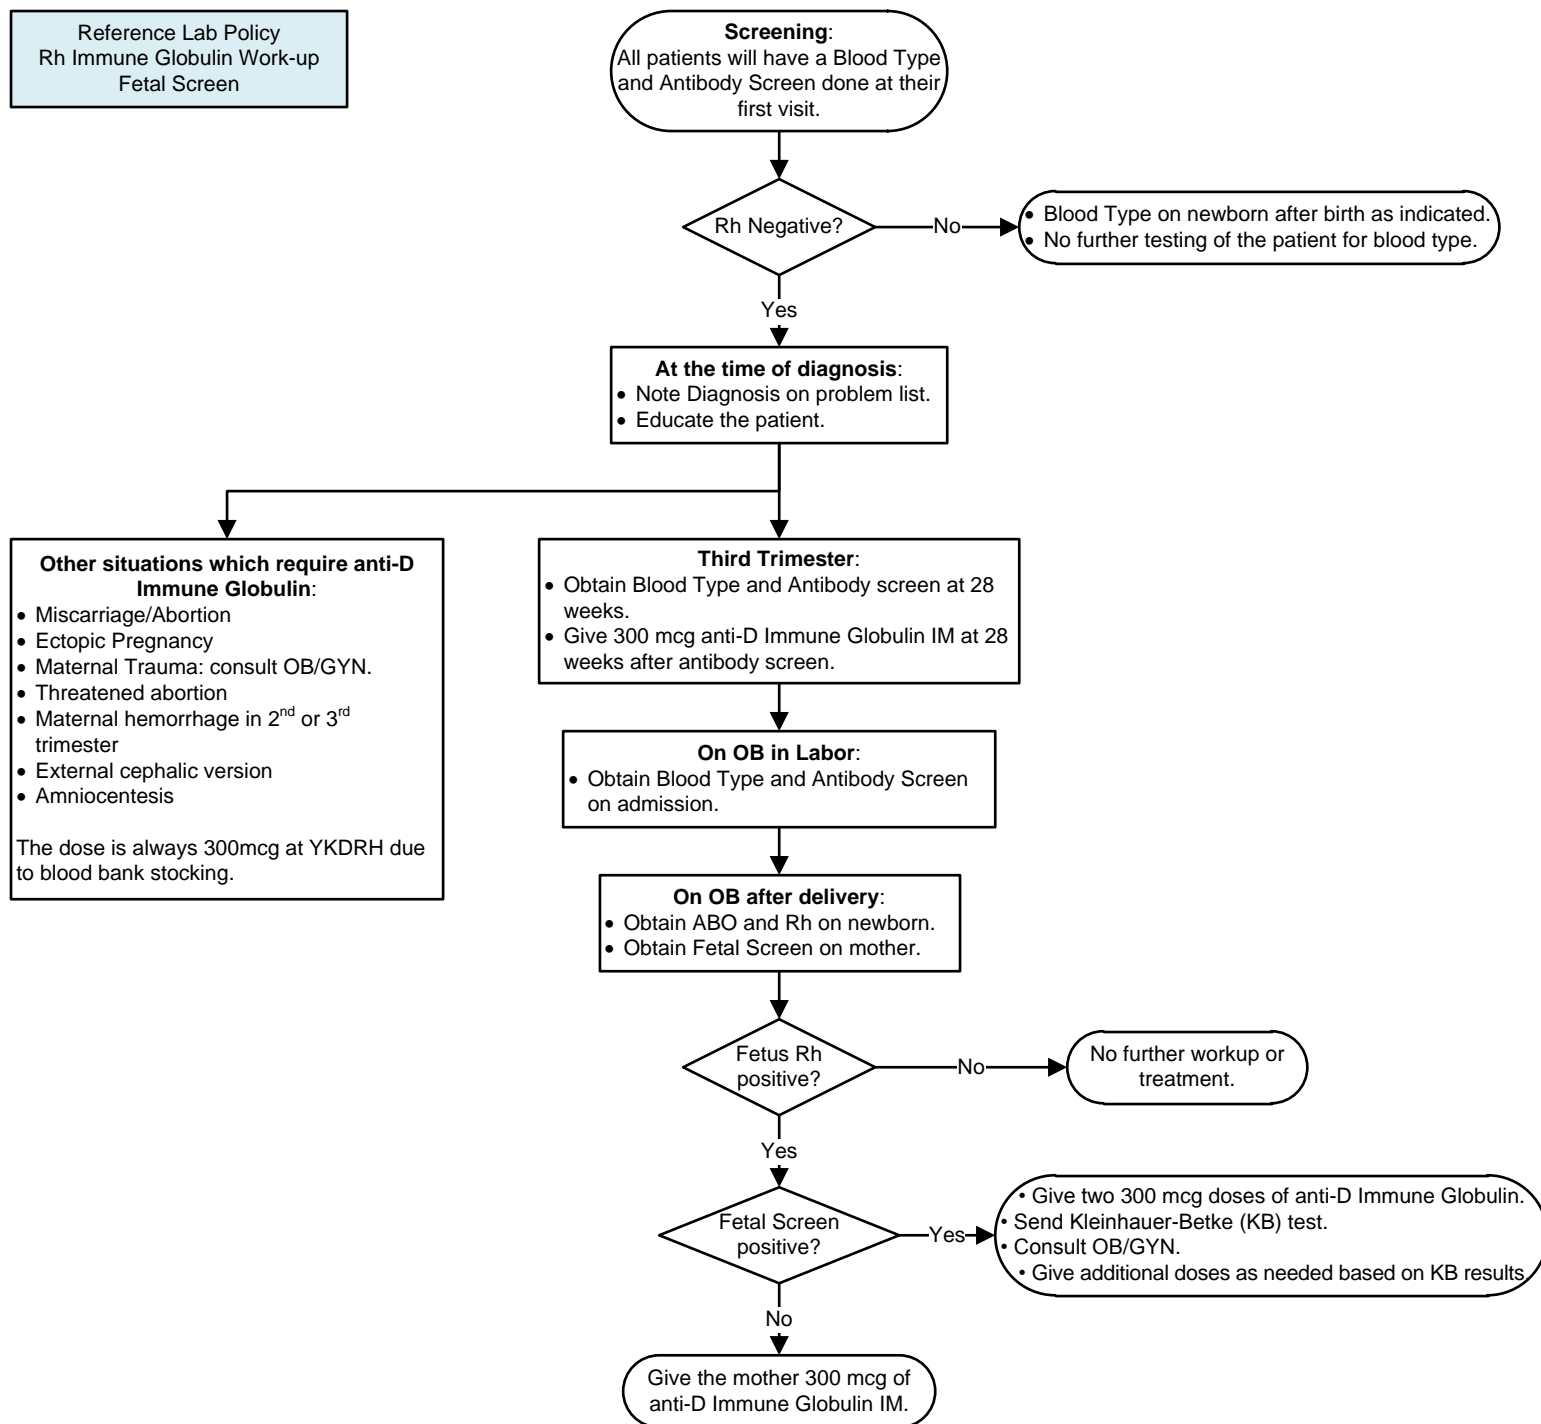 Reference Lab Policy
Rh Immune Globulin Work-up
Fetal Screen
Screening:
All patients will have a Blood Type
and Antibody Screen done at their
first visit.
Rh Negative?
No
• Blood Type on newborn after birth as indicated.
• No further testing of the patient for blood type.
Yes
At the time of diagnosis:
• Note Diagnosis on problem list.
• Educate the patient.
Other situations which require anti-D
Immune Globulin:
• Miscarriage/Abortion
• Ectopic Pregnancy
• Maternal Trauma: consult OB/GYN.
• Threatened abortion
• Maternal hemorrhage in 2nd or 3rd
trimester
• External cephalic version
• Amniocentesis
The dose is always 300mcg at YKDRH due
to blood bank stocking.
Third Trimester:
• Obtain Blood Type and Antibody screen at 28
weeks.
• Give 300 mcg anti-D Immune Globulin IM at 28
weeks after antibody screen.
On OB in Labor:
• Obtain Blood Type and Antibody Screen
on admission.
On OB after delivery:
• Obtain ABO and Rh on newborn.
• Obtain Fetal Screen on mother.
Fetus Rh
positive?
No
No further workup or
treatment.
Yes
Fetal Screen
positive?
Yes
• Give two 300 mcg doses of anti-D Immune Globulin.
• Send Kleinhauer-Betke (KB) test.
• Consult OB/GYN.
• Give additional doses as needed based on KB results.
No
Give the mother 300 mcg of
anti-D Immune Globulin IM.